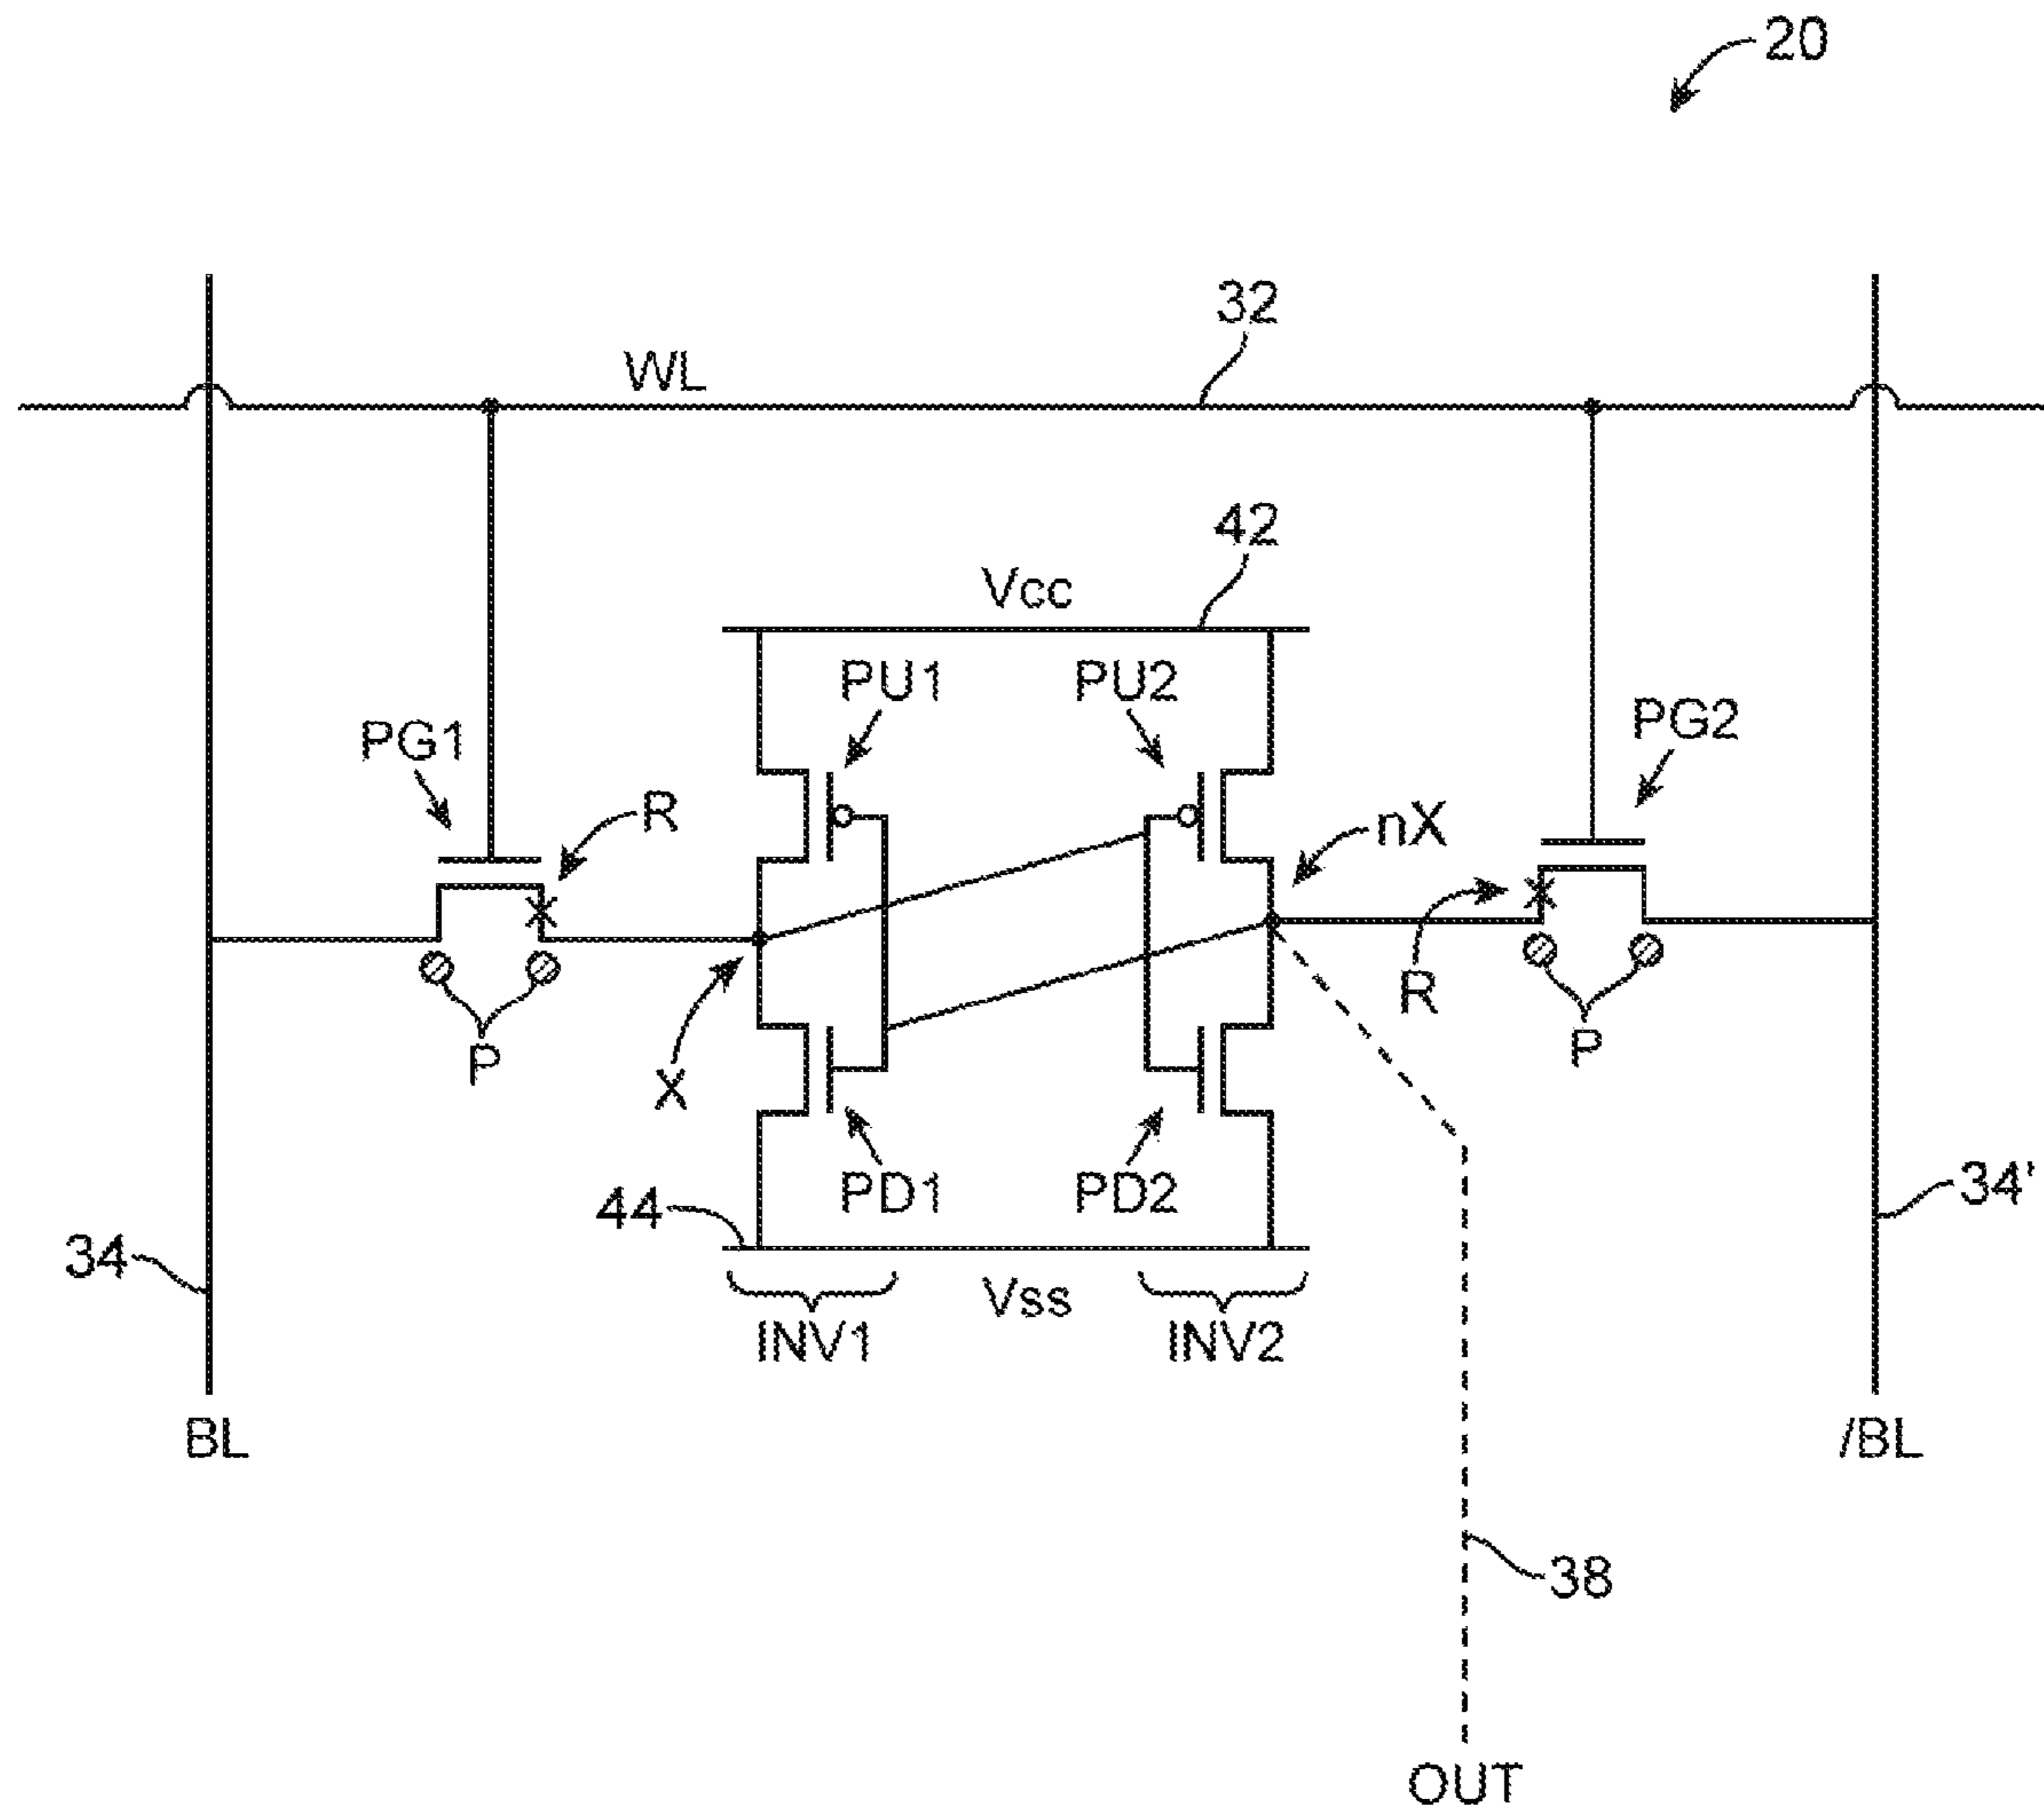 20
32
WL
42
Vcc
PU1 PU2
PG1 PG2
R nX
R
P P
X
PD1 PD2
44 34'
34
Vss
INV1 INV2
BL /BL
38
OUT